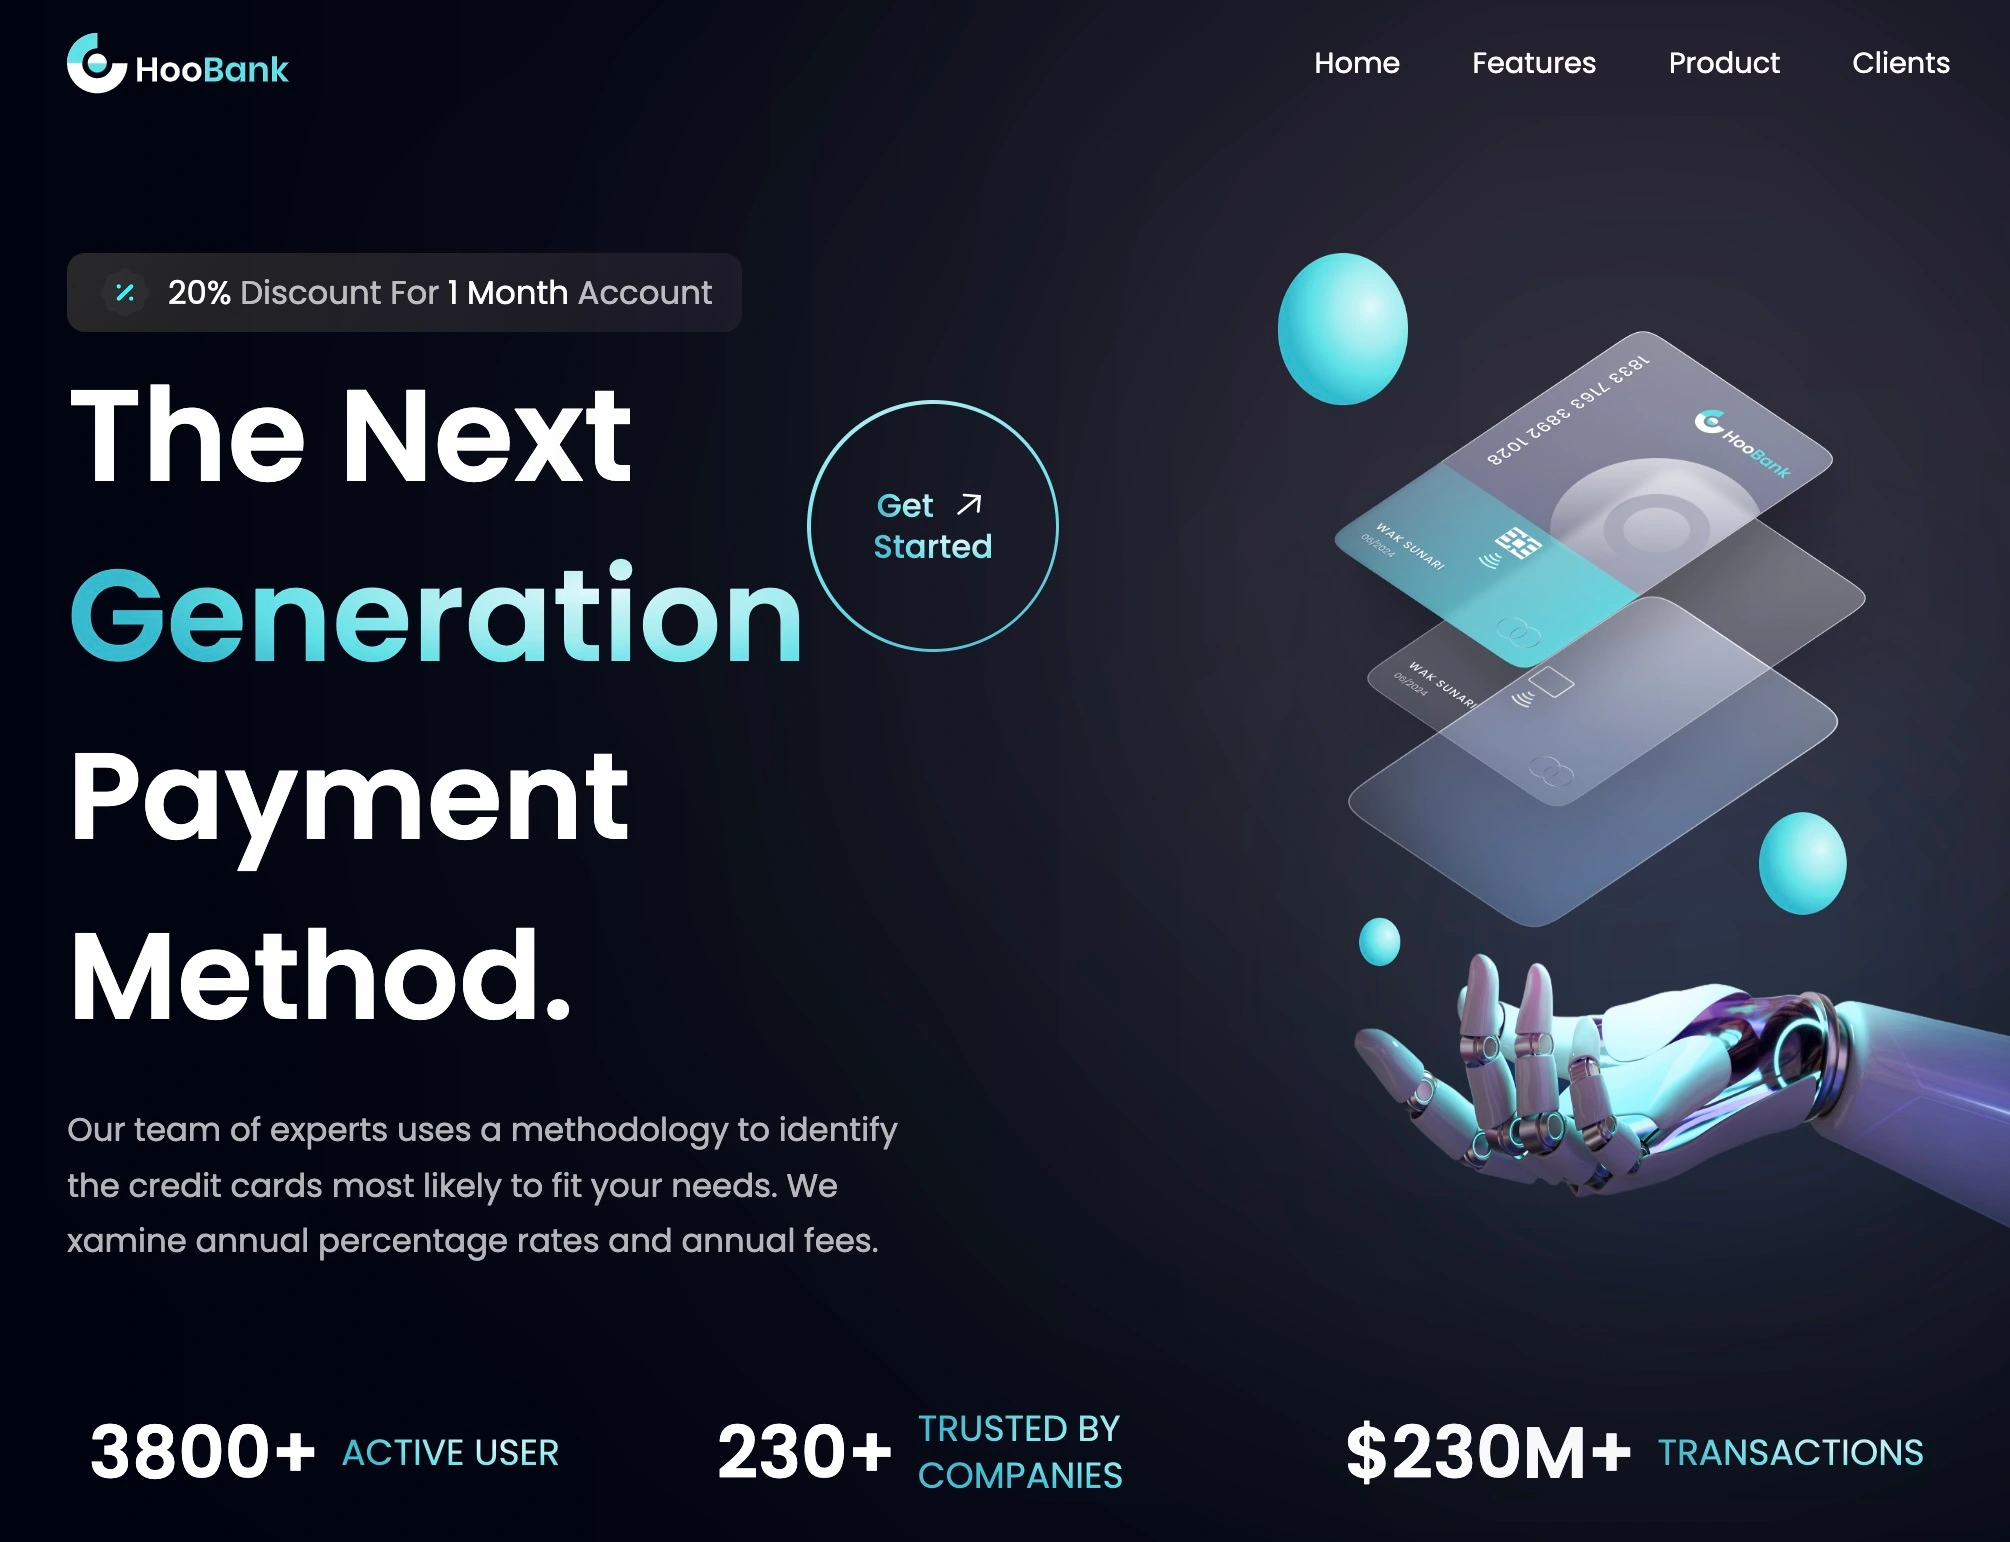 HooBank
Home Features Product Clients
20% Discount For 1 Month Account
The Next
Generation
Payment
Method.
Get
Started
1833 7163 3892 1028
HooBank
WAK SUNARI
06/2024
WAK SUNARI
06/2024
Our team of experts uses a methodology to identify
the credit cards most likely to fit your needs. We
xamine annual percentage rates and annual fees.
3800+ ACTIVE USER
230+ TRUSTED BY
COMPANIES
$230M+ TRANSACTIONS